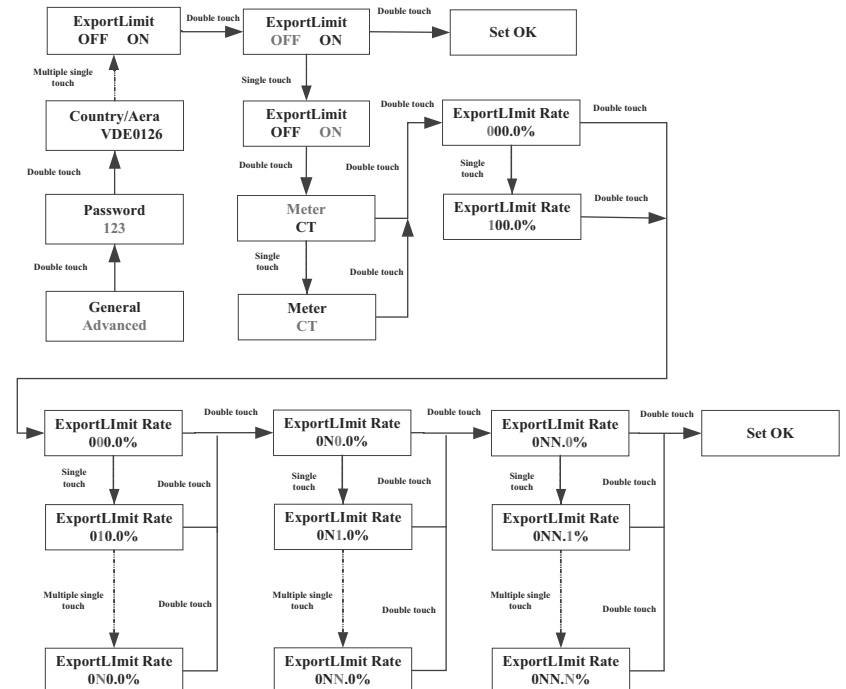 ExportLimit
OFF ON
Double touch
ExportLimit
OFF ON
Double touch
Set OK
Multiple single
touch
Single touch
Country/Aera
VDE0126
ExportLimit
OFF ON
Double touch
ExportLImit Rate
000.0%
Double touch
Double touch
Double touch
Single
touch
Password
123
Meter
CT
Double touch
ExportLImit Rate
100.0%
Double touch
Double touch
Single
touch
Double touch
General
Advanced
Meter
CT
ExportLImit Rate
000.0%
Double touch
ExportLImit Rate
0N0.0%
Double touch
ExportLImit Rate
0NN.0%
Double touch
Set OK
Single
touch
Double touch
Single
touch
Double touch
Single
touch
Double touch
ExportLImit Rate
010.0%
ExportLImit Rate
0N1.0%
ExportLImit Rate
0NN.1%
Multiple single
touch
Double touch
Multiple single
touch
Double touch
Multiple single
touch
Double touch
ExportLImit Rate
0N0.0%
ExportLImit Rate
0NN.0%
ExportLImit Rate
0NN.N%